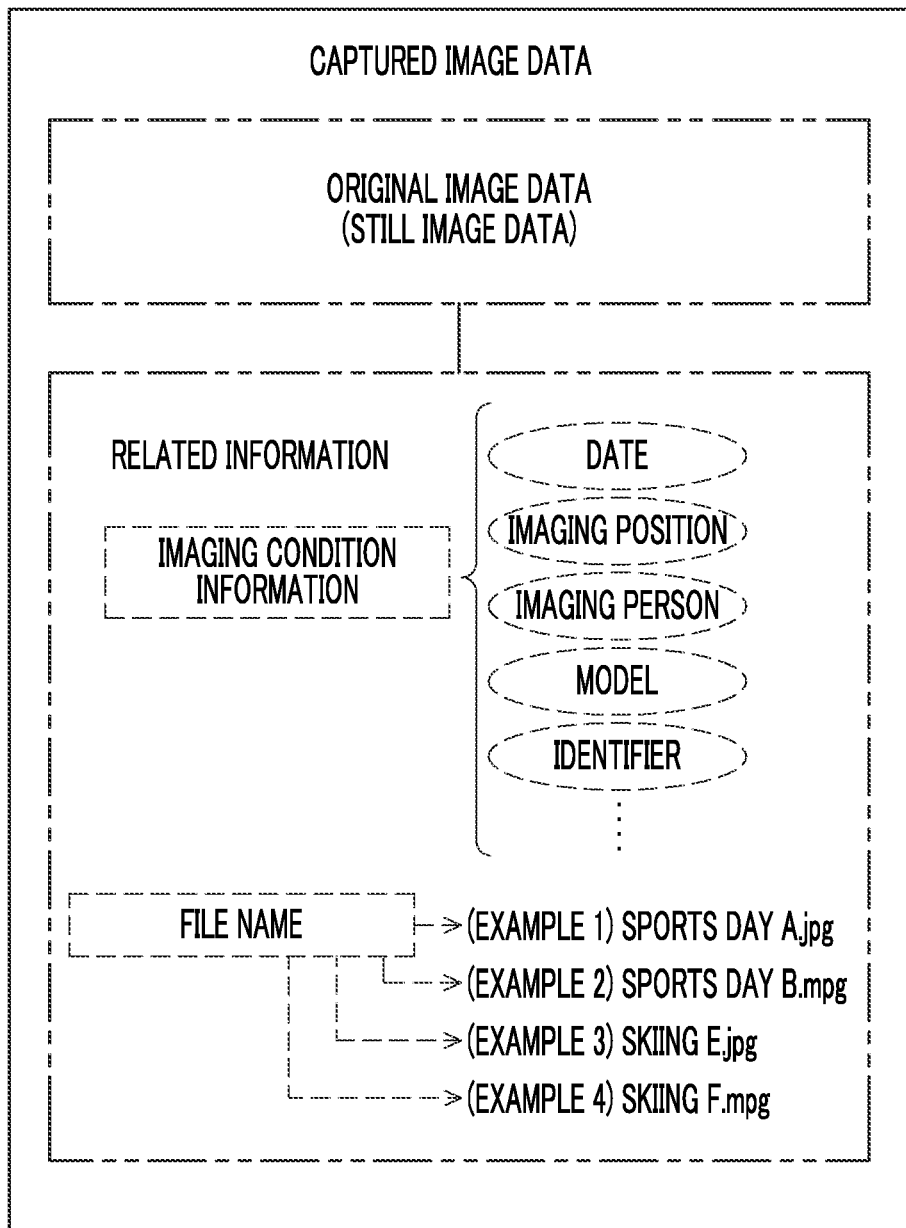 CAPTURED IMAGE DATA
ORIGINAL IMAGE DATA
(STILL IMAGE DATA)
RELATED INFORMATION
IMAGING CONDITION
INFORMATION
DATE
IMAGING POSITION
IMAGING PERSON
MODEL
IDENTIFIER
FILE NAME
(EXAMPLE 1) SPORTS DAY A.jpg
(EXAMPLE 2) SPORTS DAY B.mpg
(EXAMPLE 3) SKIING E.jpg
(EXAMPLE 4) SKIING F.mpg